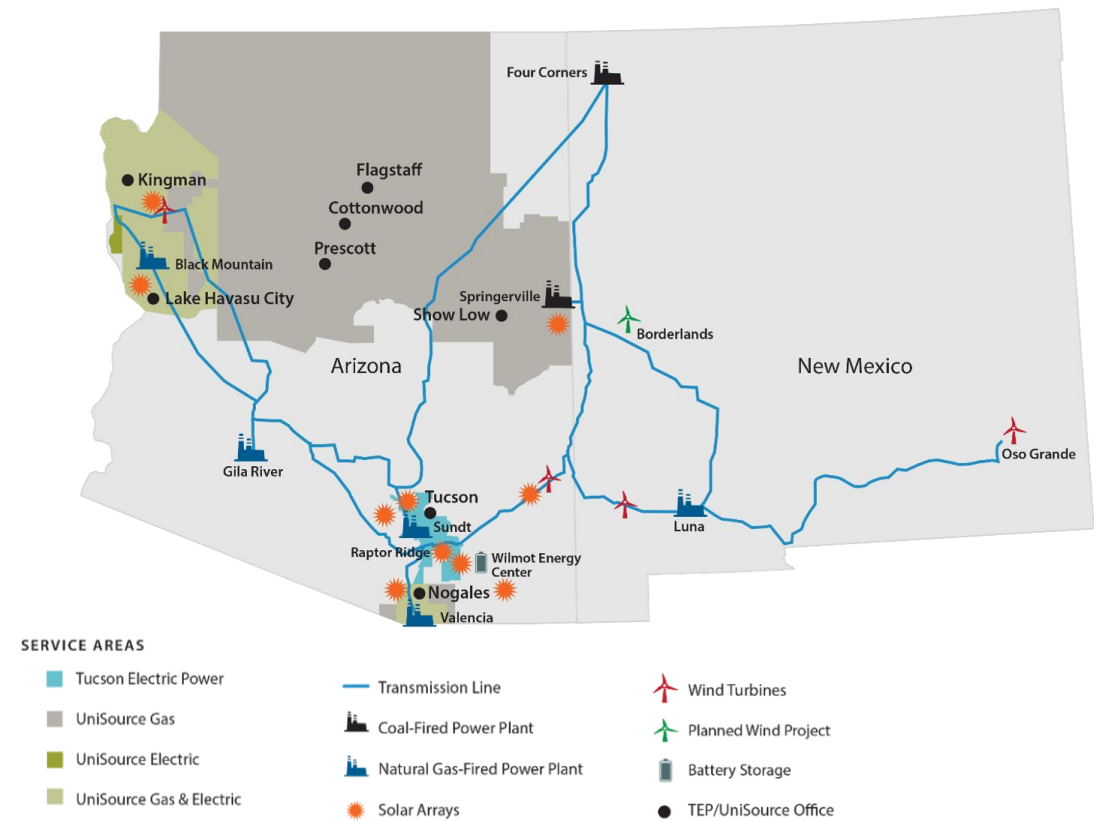 Four Corners
Flagstaff
Kingman
Cottonwood
Prescott
Black Mountain
Lake Havasu City
Springerville
Show Low
Borderlands
Arizona
New Mexico
Oso Grande
Gila River
Tucson
Sundt
Luna
Raptor Ridge
Wilmot Energy
Center
Nogales
Valencia
SERVICE AREAS
Tucson Electric Power
UniSource Gas
UniSource Electric
UniSource Gas & Electric
Transmission Line
Coal-Fired Power Plant
Natural Gas-Fired Power Plant
Solar Arrays
Wind Turbines
Planned Wind Project
Battery Storage
TEP/UniSource Office